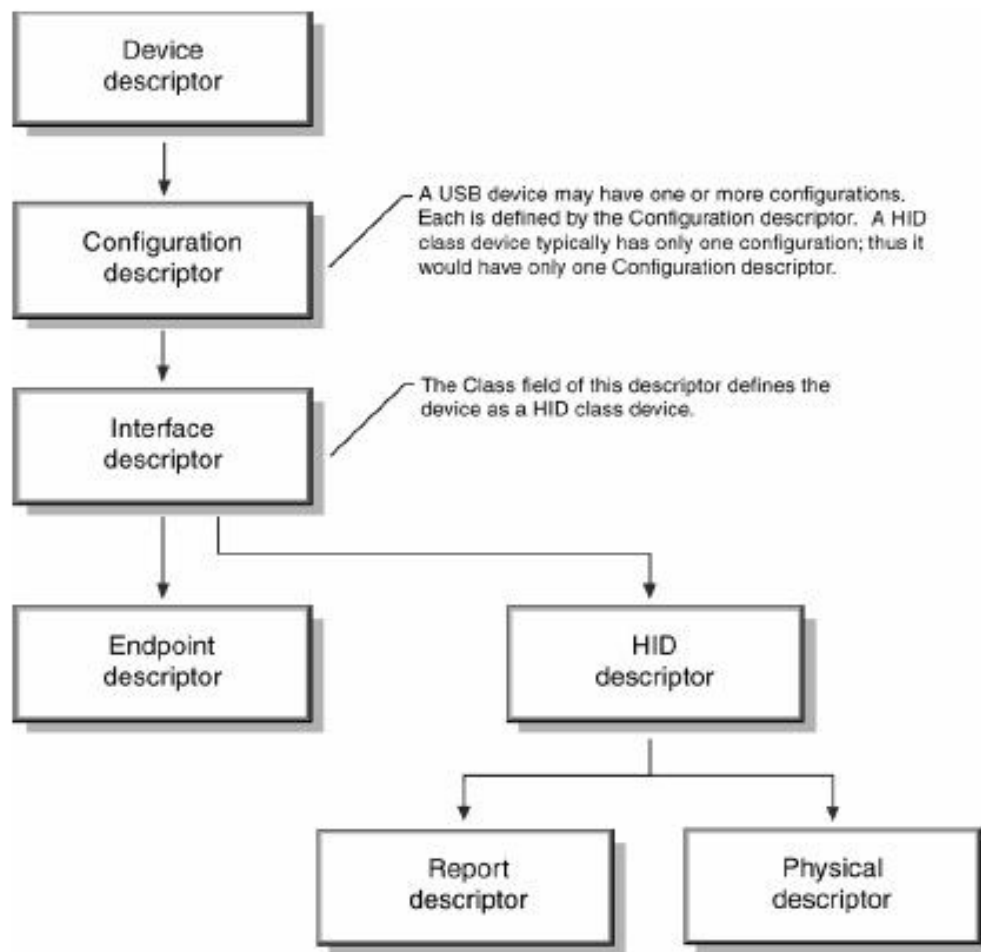 Device
descriptor
A USB device may have one or more configurations.
Each is defined by the Configuration descriptor. A HID
class device typically has only one configuration; thus it
would have only one Configuration descriptor.
Configuration
descriptor
The Class field of this descriptor defines the
device as a HID class device.
Interface
descriptor
Endpoint
descriptor
HID
descriptor
Report
descriptor
Physical
descriptor